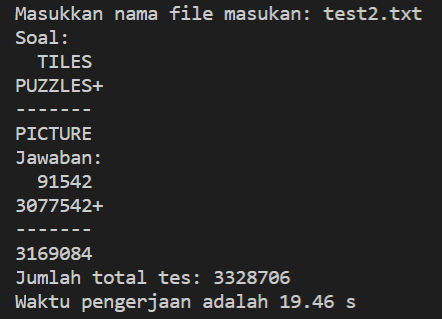 Masukkan nama file masukan: test2.txt
Soal:
  TILES
PUZZLES+
-------
PICTURE
Jawaban:
  91542
3077542+
-------
3169084
Jumlah total tes: 3328706
Waktu pengerjaan adalah 19.46 s